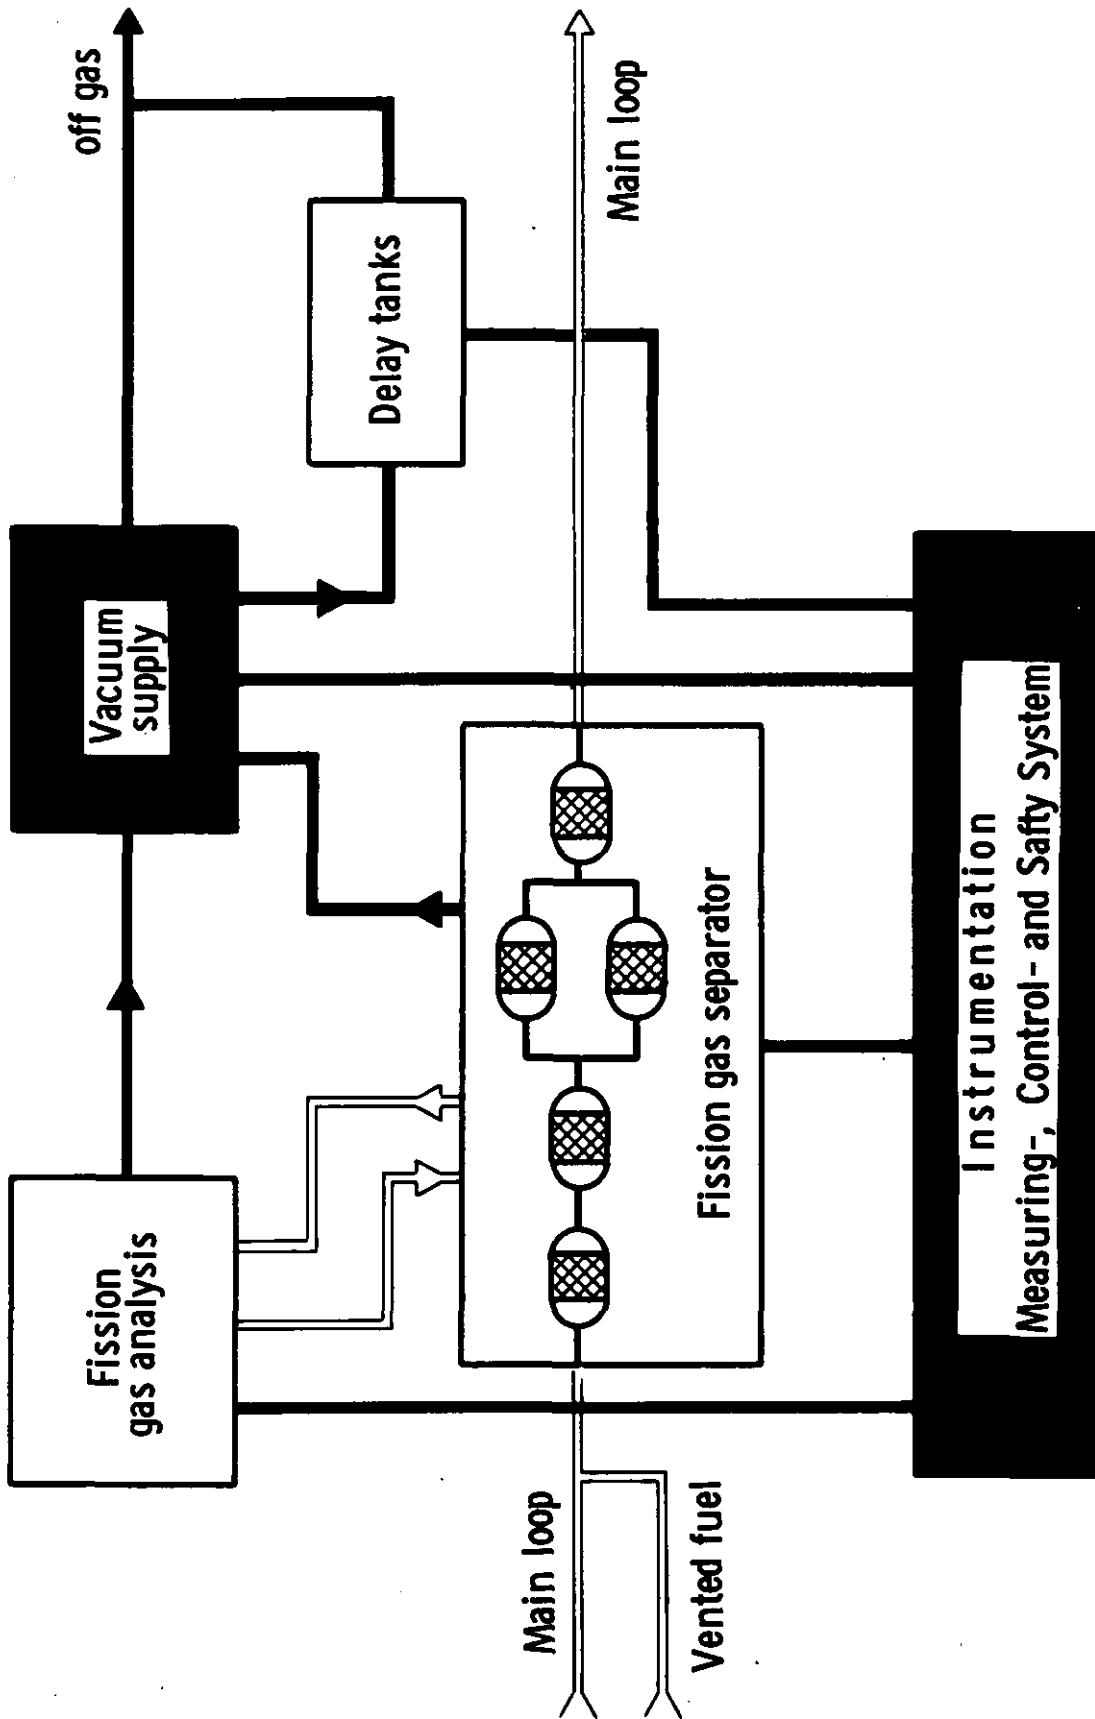 Fission
gas analysis
Vacuum
supply
off gas
Delay tanks
Main loop
Vented fuel
Fission gas separator
Main loop
Instrumentation
Measuring-, Control- and Safty System